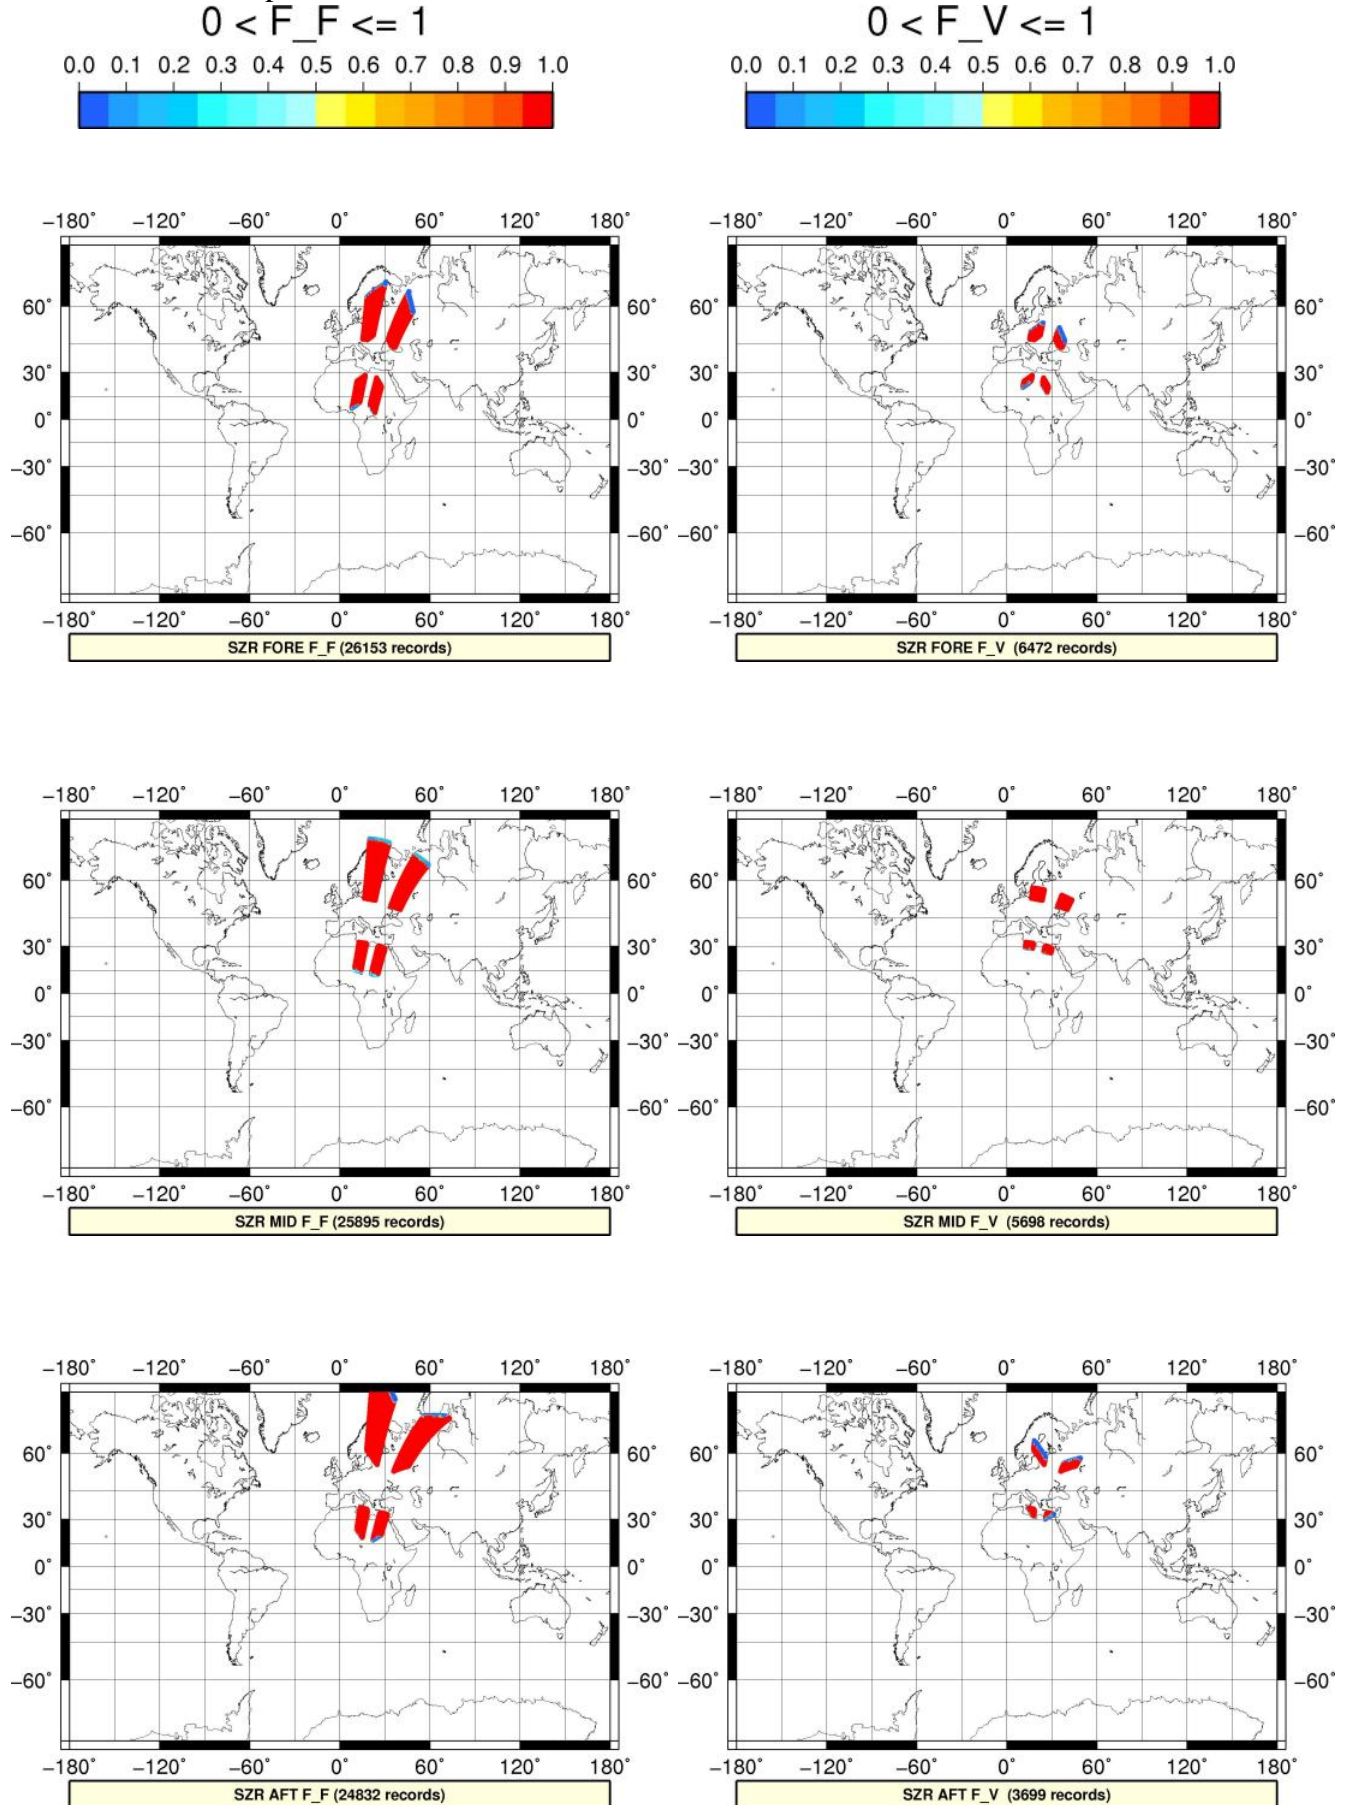 0 < F_F <= 1
0 < F_V <= 1
0.0 0.1 0.2 0.3 0.4 0.5 0.6 0.7 0.8 0.9 1.0
0.0 0.1 0.2 0.3 0.4 0.5 0.6 0.7 0.8 0.9 1.0
−180˚ −120˚ −60˚ 0˚ 60˚ 120˚ 180˚
−180˚ −120˚ −60˚ 0˚ 60˚ 120˚ 180˚
60˚ 60˚ 60˚ 60˚
30˚ 30˚ 30˚ 30˚
0˚ 0˚ 0˚ 0˚
−30˚ −30˚ −30˚ −30˚
−60˚ −60˚ −60˚ −60˚
−180˚ −120˚ −60˚ 0˚ 60˚ 120˚ 180˚
−180˚ −120˚ −60˚ 0˚ 60˚ 120˚ 180˚
SZR FORE F_F (26153 records)
SZR FORE F_V (6472 records)
−180˚ −120˚ −60˚ 0˚ 60˚ 120˚ 180˚
−180˚ −120˚ −60˚ 0˚ 60˚ 120˚ 180˚
60˚ 60˚ 60˚ 60˚
30˚ 30˚ 30˚ 30˚
0˚ 0˚ 0˚ 0˚
−30˚ −30˚ −30˚ −30˚
−60˚ −60˚ −60˚ −60˚
−180˚ −120˚ −60˚ 0˚ 60˚ 120˚ 180˚
−180˚ −120˚ −60˚ 0˚ 60˚ 120˚ 180˚
SZR MID F_F (25895 records)
SZR MID F_V (5698 records)
−180˚ −120˚ −60˚ 0˚ 60˚ 120˚ 180˚
−180˚ −120˚ −60˚ 0˚ 60˚ 120˚ 180˚
60˚ 60˚ 60˚ 60˚
30˚ 30˚ 30˚ 30˚
0˚ 0˚ 0˚ 0˚
−30˚ −30˚ −30˚ −30˚
−60˚ −60˚ −60˚ −60˚
−180˚ −120˚ −60˚ 0˚ 60˚ 120˚ 180˚
−180˚ −120˚ −60˚ 0˚ 60˚ 120˚ 180˚
SZR AFT F_F (24832 records)
SZR AFT F_V (3699 records)